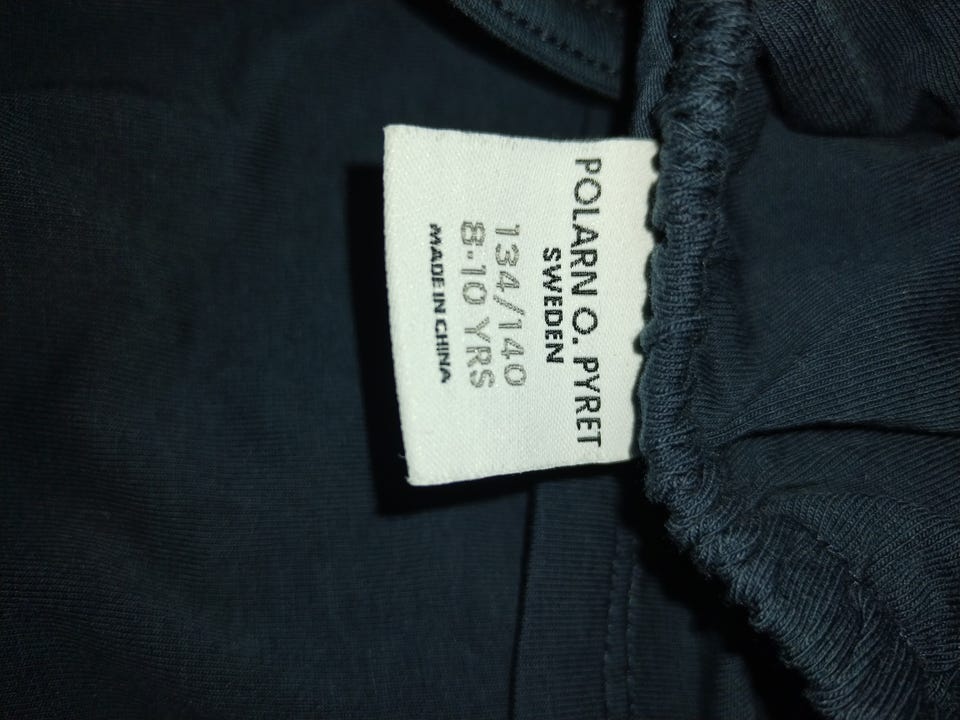 POLARN O. PYRET
SWEDEN
134/140
8-10 YRS
MADE IN CHINA